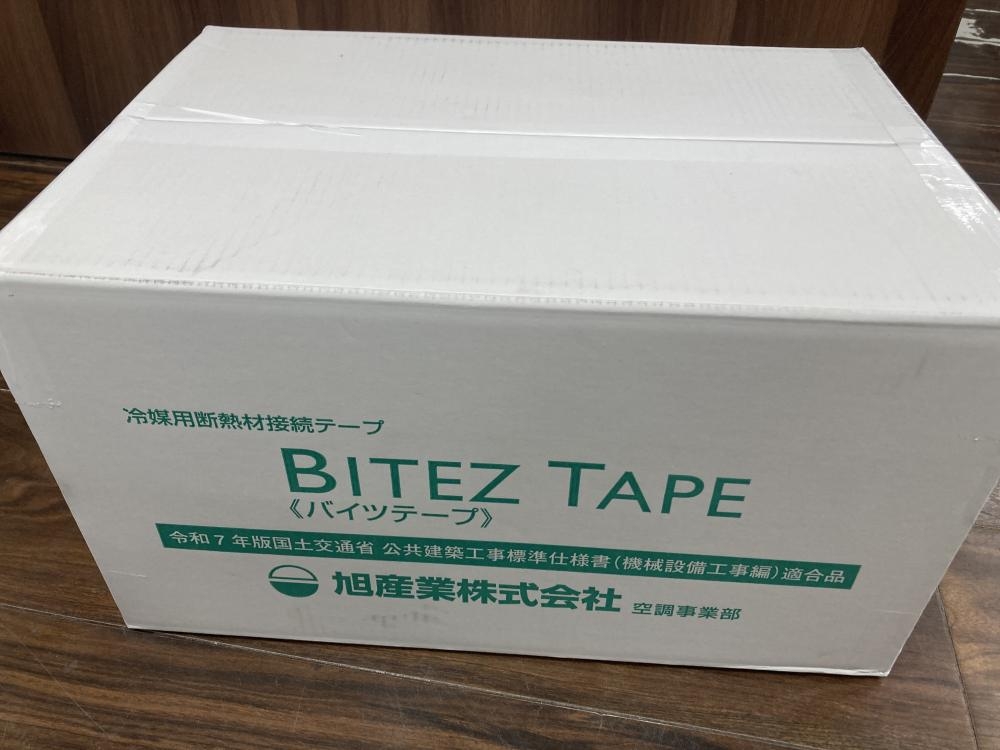 冷媒用断熱材接続テープ
BITEZ TAPE
《バイツテープ》
令和7年版国土交通省 公共建築工事標準仕様書(機械設備工事編)適合品
旭産業株式会社 空調事業部